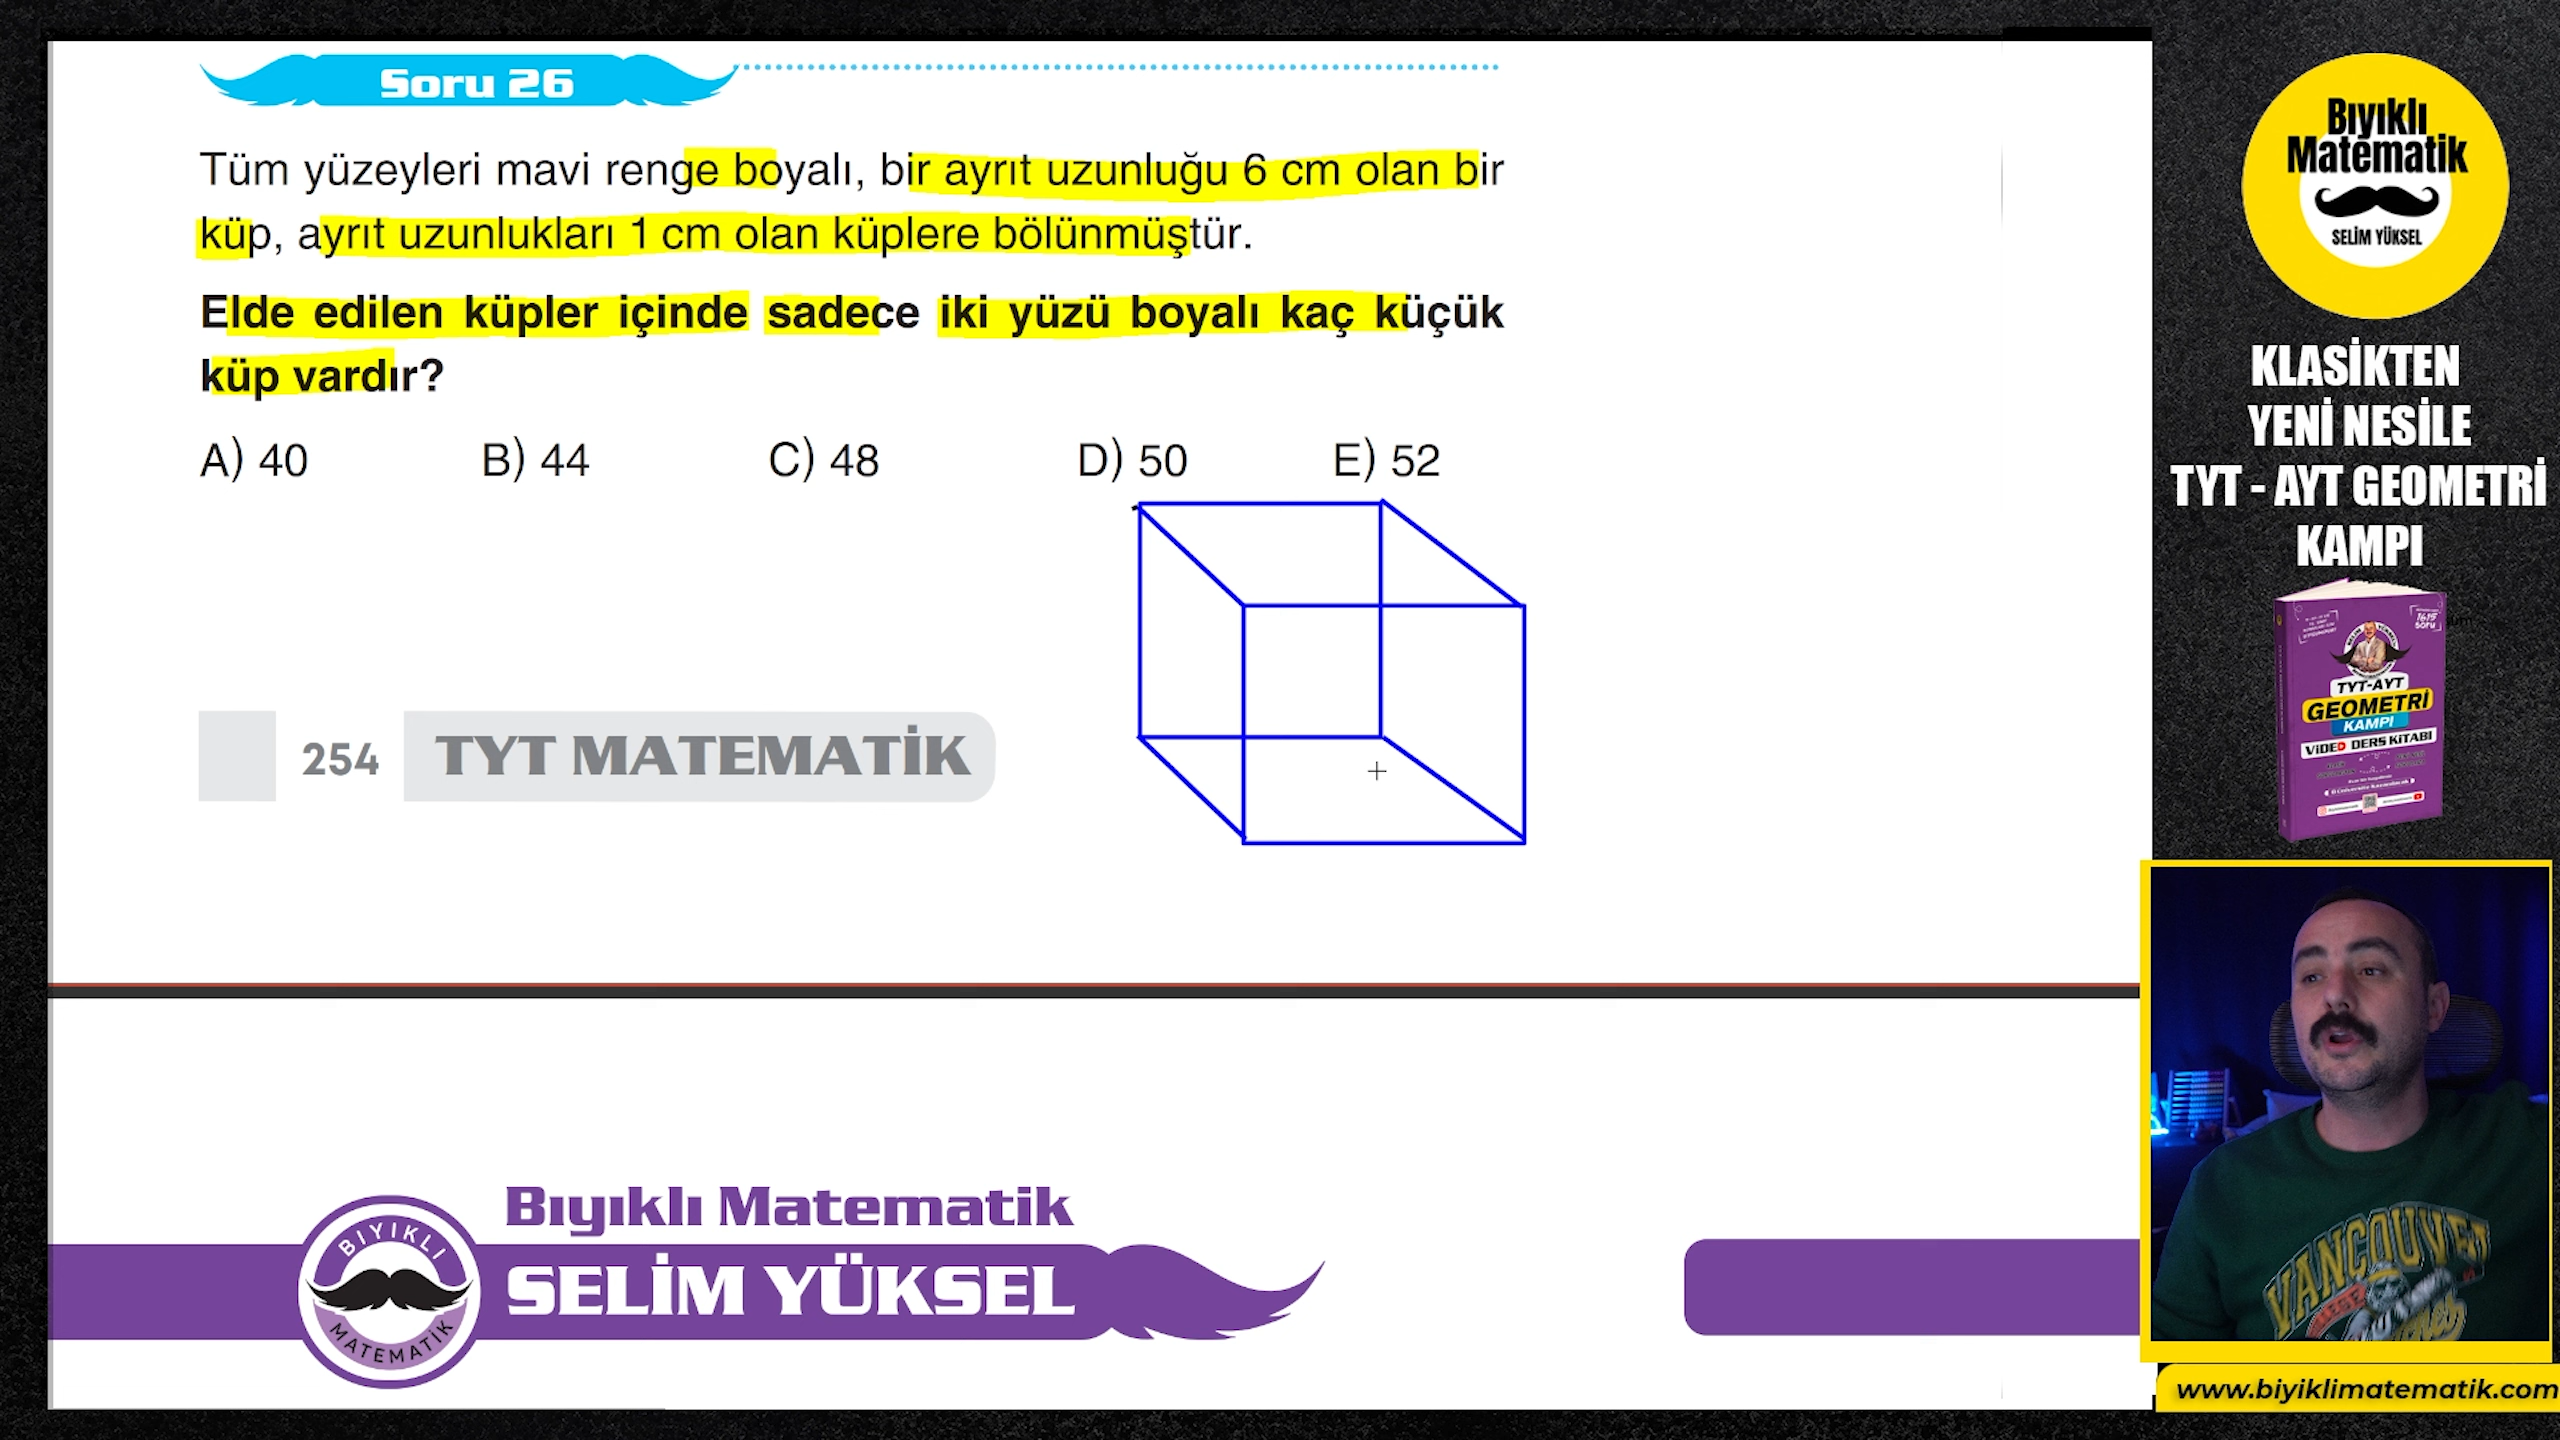 Soru 26
Tüm yüzeyleri mavi renge boyalı, bir ayrıt uzunluğu 6 cm olan bir
küp, ayrıt uzunlukları 1 cm olan küplere bölünmüştür.
Elde edilen küpler içinde sadece iki yüzü boyalı kaç küçük
küp vardır?
A) 40 B) 44 C) 48 D) 50 E) 52
254 TYT MATEMATİK
Bıyıklı Matematik
SELİM YÜKSEL
BIYIKLI
MATEMATİK
Bıyıklı
Matematik
SELİM YÜKSEL
KLASİKTEN
YENİ NESİLE
TYT - AYT GEOMETRİ
KAMPI
1615
soru
TYT-AYT
GEOMETRİ
KAMPI
VİDEO DERS KİTABI
VANCOUVER
www.biyiklimatematik.com